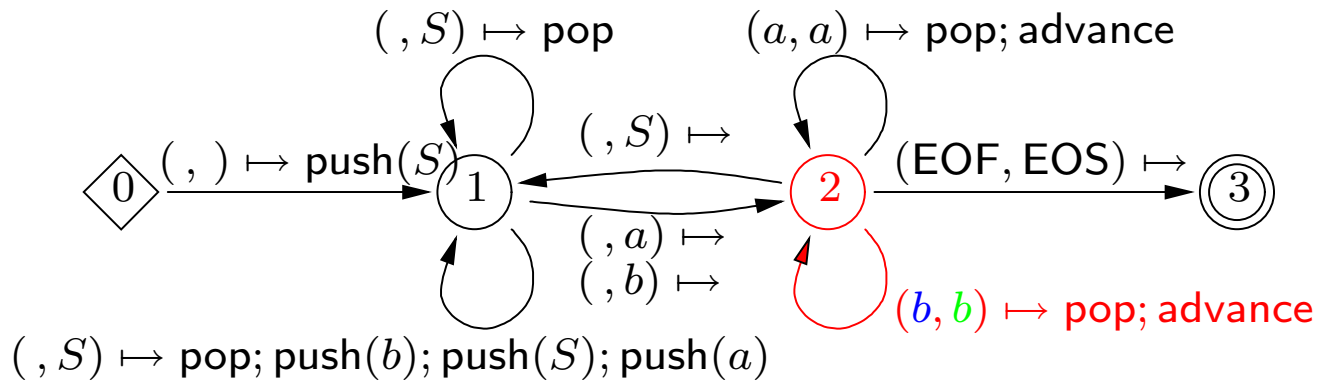 ( , S) ↦ pop
(a, a) ↦ pop; advance
( , S) ↦
( , ) ↦ push(S)
(EOF, EOS) ↦
0
1
2
3
( , a) ↦
( , b) ↦
(b, b) ↦ pop; advance
( , S) ↦ pop; push(b); push(S); push(a)